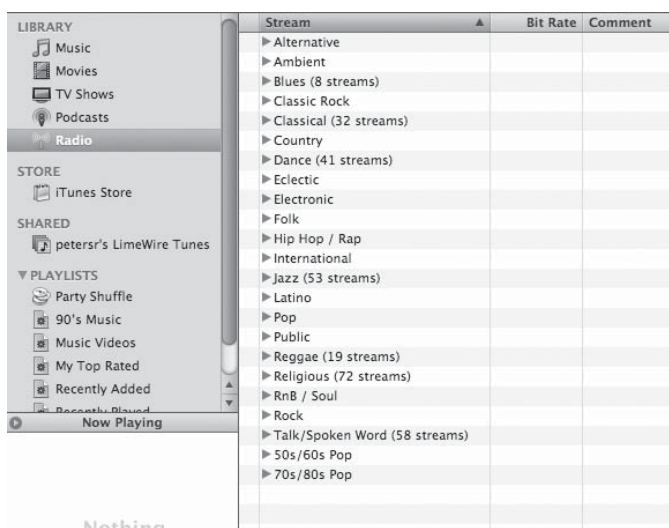 LIBRARY
Music
Movies
TV Shows
Podcasts
Radio
STORE
iTunes Store
SHARED
petersr's LimeWire Tunes
PLAYLISTS
Party Shuffle
90's Music
Music Videos
My Top Rated
Recently Added
Recently Played
Now Playing
Nothing
Stream Bit Rate Comment
Alternative
Ambient
Blues (8 streams)
Classic Rock
Classical (32 streams)
Country
Dance (41 streams)
Eclectic
Electronic
Folk
Hip Hop / Rap
International
Jazz (53 streams)
Latino
Pop
Public
Reggae (19 streams)
Religious (72 streams)
RnB / Soul
Rock
Talk/Spoken Word (58 streams)
50s/60s Pop
70s/80s Pop